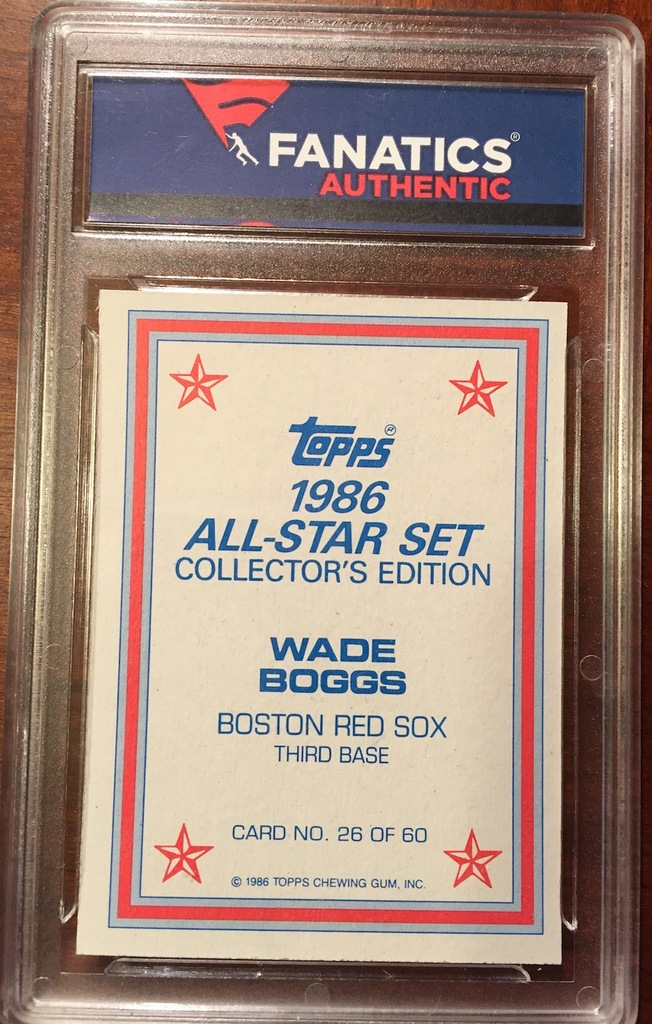 FANATICS®
AUTHENTIC
topps®
1986
ALL-STAR SET
COLLECTOR'S EDITION
WADE
BOGGS
BOSTON RED SOX
THIRD BASE
CARD NO. 26 OF 60
© 1986 TOPPS CHEWING GUM, INC.